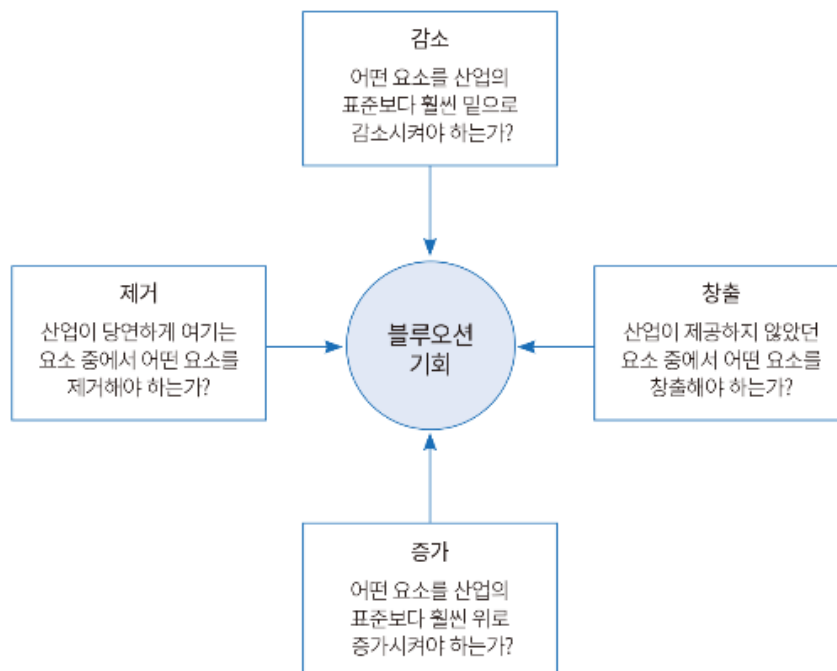 감소
어떤 요소를 산업의
표준보다 훨씬 밑으로
감소시켜야 하는가?
제거
산업이 당연하게 여기는
요소 중에서 어떤 요소를
제거해야 하는가?
블루오션
기회
창출
산업이 제공하지 않았던
요소 중에서 어떤 요소를
창출해야 하는가?
증가
어떤 요소를 산업의
표준보다 훨씬 위로
증가시켜야 하는가?